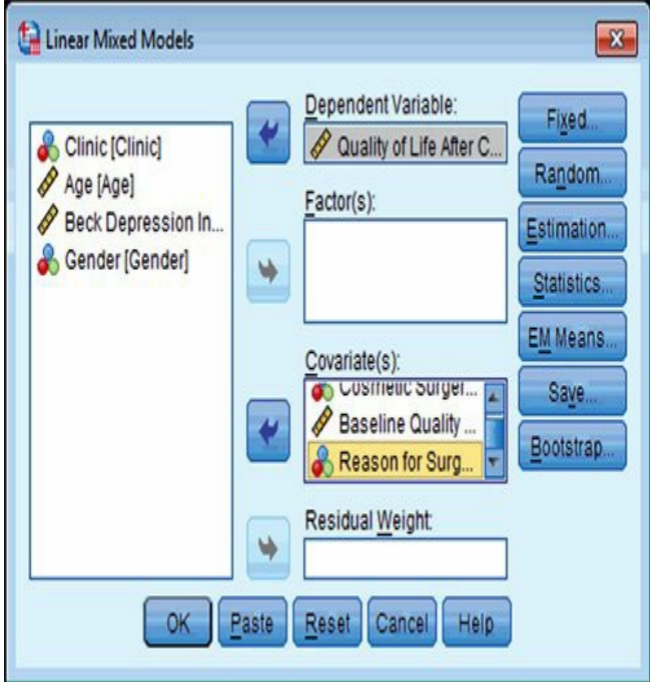 Linear Mixed Models
Clinic [Clinic]
Age [Age]
Beck Depression In...
Gender [Gender]
Dependent Variable:
Quality of Life After C...
Factor(s):
Covariate(s):
Cosmetic Surger...
Baseline Quality ...
Reason for Surg...
Residual Weight:
Fixed...
Random...
Estimation...
Statistics...
EM Means...
Save...
Bootstrap...
OK
Paste
Reset
Cancel
Help